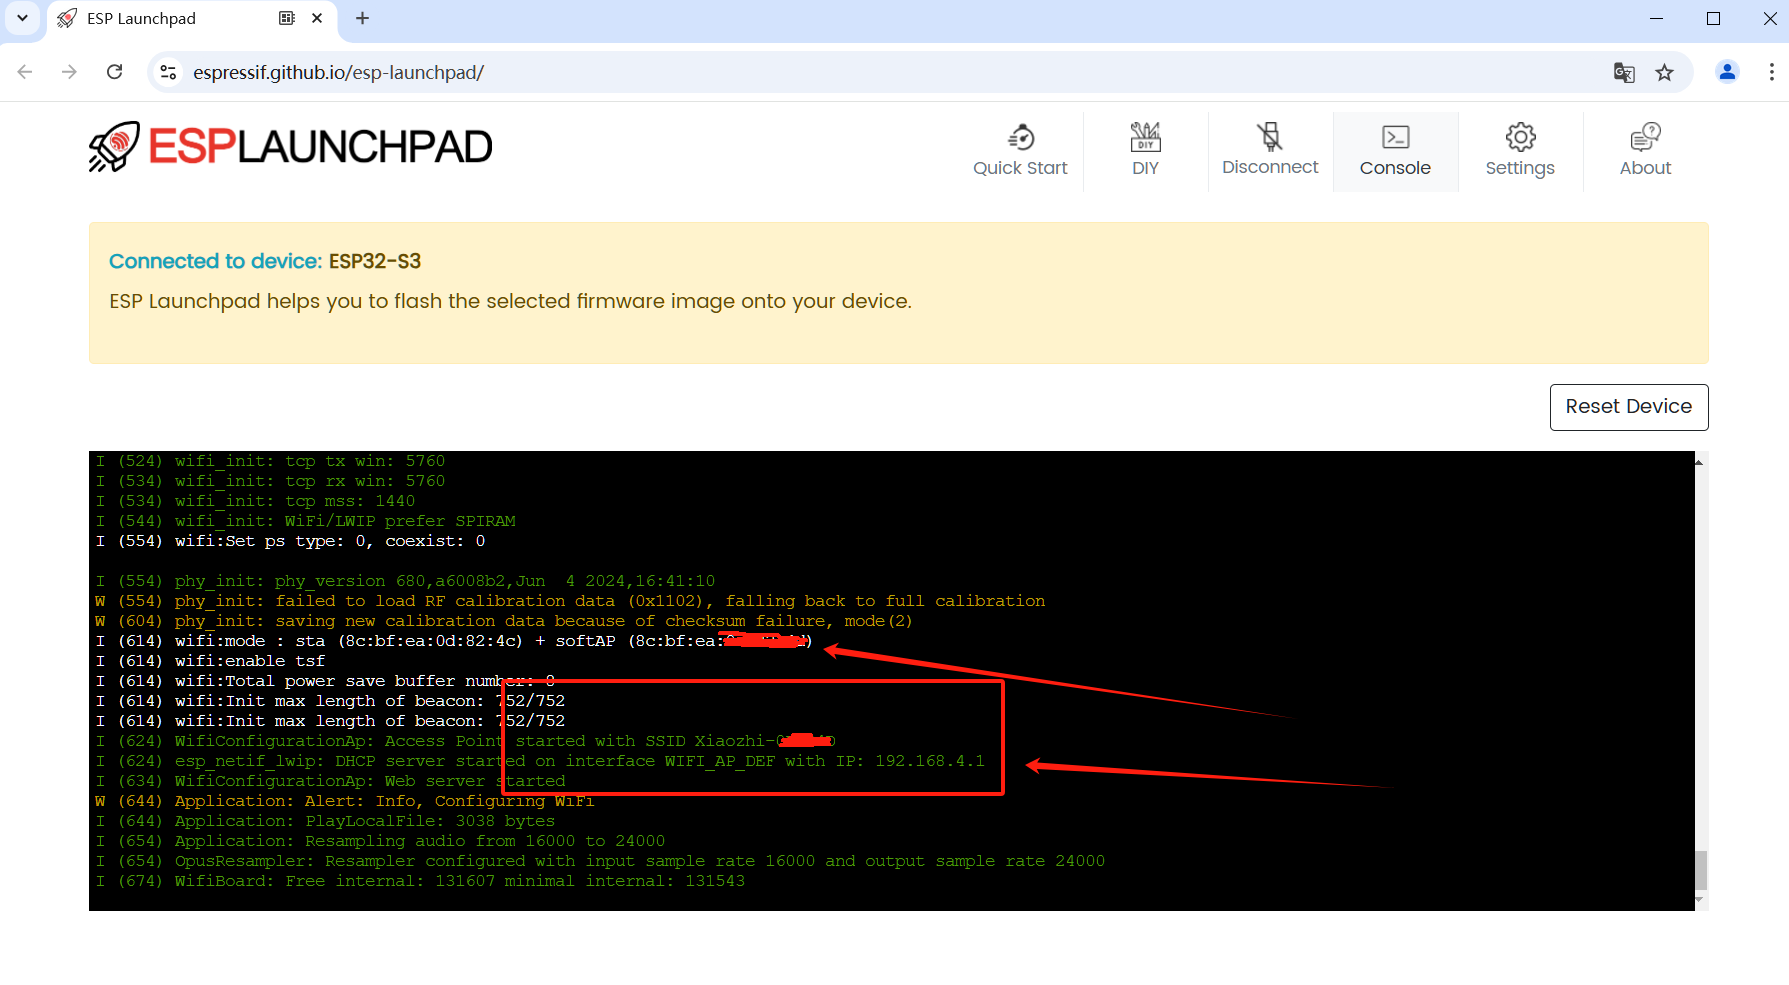 ESP Launchpad
espressif.github.io/esp-launchpad/
ESPLAUNCHPAD
Quick Start
DIY
DIY
Disconnect
Console
Settings
About
Connected to device: ESP32-S3
ESP Launchpad helps you to flash the selected firmware image onto your device.
Reset Device
I (524) wifi_init: tcp tx win: 5760
I (534) wifi_init: tcp rx win: 5760
I (534) wifi_init: tcp mss: 1440
I (544) wifi_init: WiFi/LWIP prefer SPIRAM
I (554) wifi:Set ps type: 0, coexist: 0
I (554) phy_init: phy_version 680,a6008b2,Jun  4 2024,16:41:10
W (554) phy_init: failed to load RF calibration data (0x1102), falling back to full calibration
W (604) phy_init: saving new calibration data because of checksum failure, mode(2)
I (614) wifi:mode : sta (8c:bf:ea:0d:82:4c) + softAP (8c:bf:ea:
I (614) wifi:enable tsf
I (614) wifi:Total power save buffer number: 8
I (614) wifi:Init max length of beacon: 752/752
I (614) wifi:Init max length of beacon: 752/752
I (624) WifiConfigurationAp: Access Point started with SSID Xiaozhi-
I (624) esp_netif_lwip: DHCP server started on interface WIFI_AP_DEF with IP: 192.168.4.1
I (634) WifiConfigurationAp: Web server started
W (644) Application: Alert: Info, Configuring WiFi
I (644) Application: PlayLocalFile: 3038 bytes
I (654) Application: Resampling audio from 16000 to 24000
I (654) OpusResampler: Resampler configured with input sample rate 16000 and output sample rate 24000
I (674) WifiBoard: Free internal: 131607 minimal internal: 131543